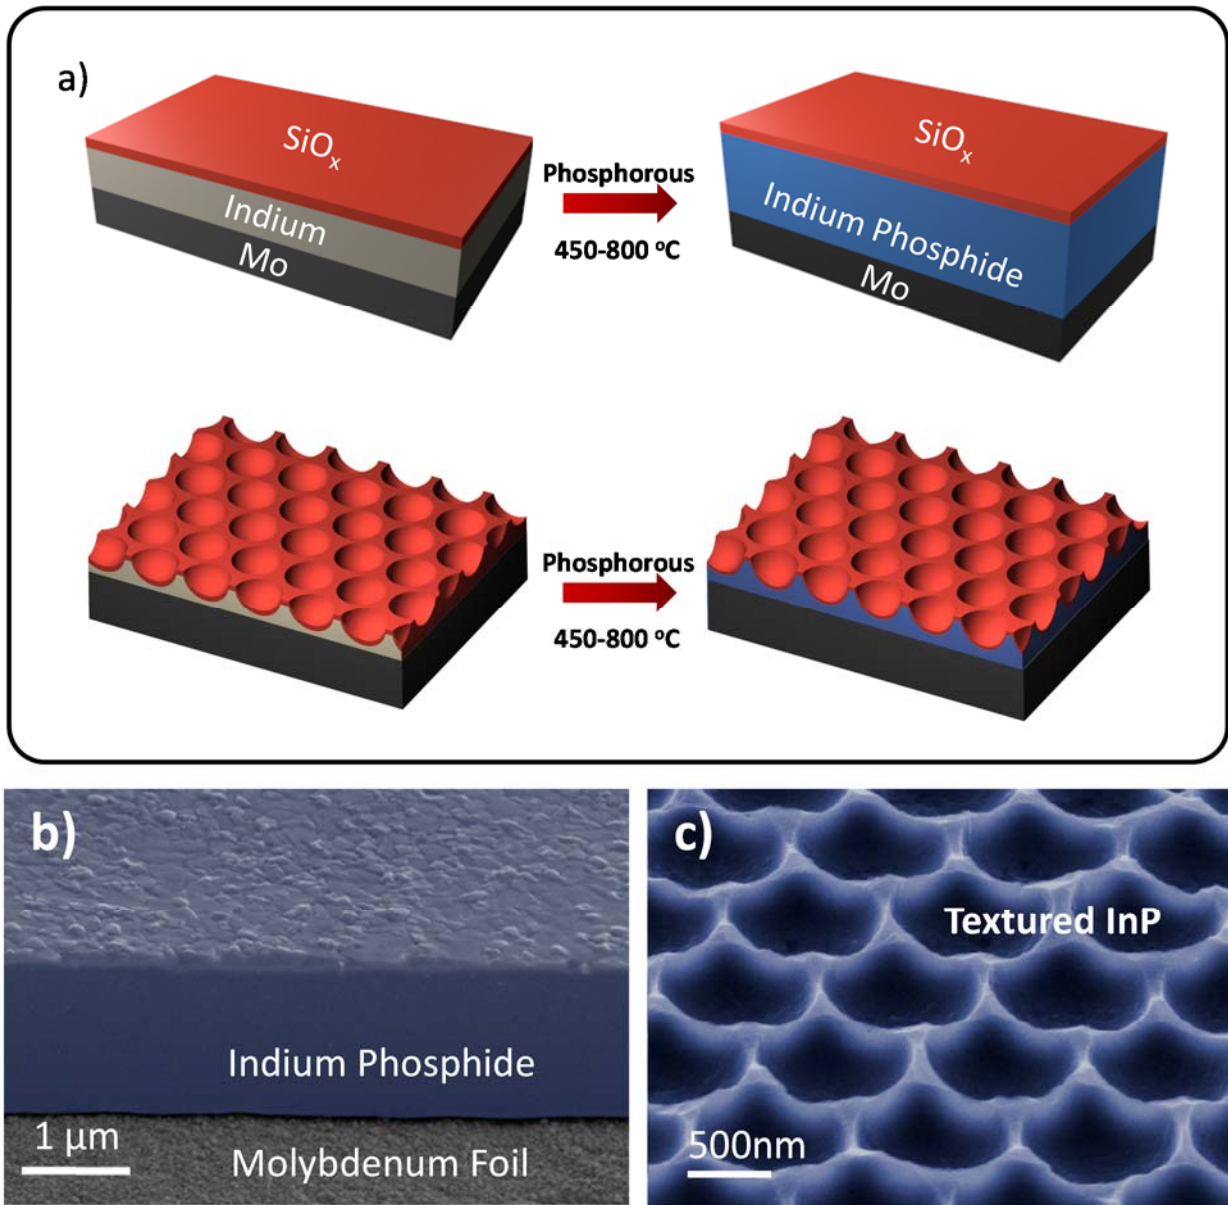 a)
SiOx
Indium
Mo
Phosphorous
450-800 ºC
SiOx
Indium Phosphide
Mo
Phosphorous
450-800 ºC
b)
Indium Phosphide
1 µm
Molybdenum Foil
c)
Textured InP
500nm